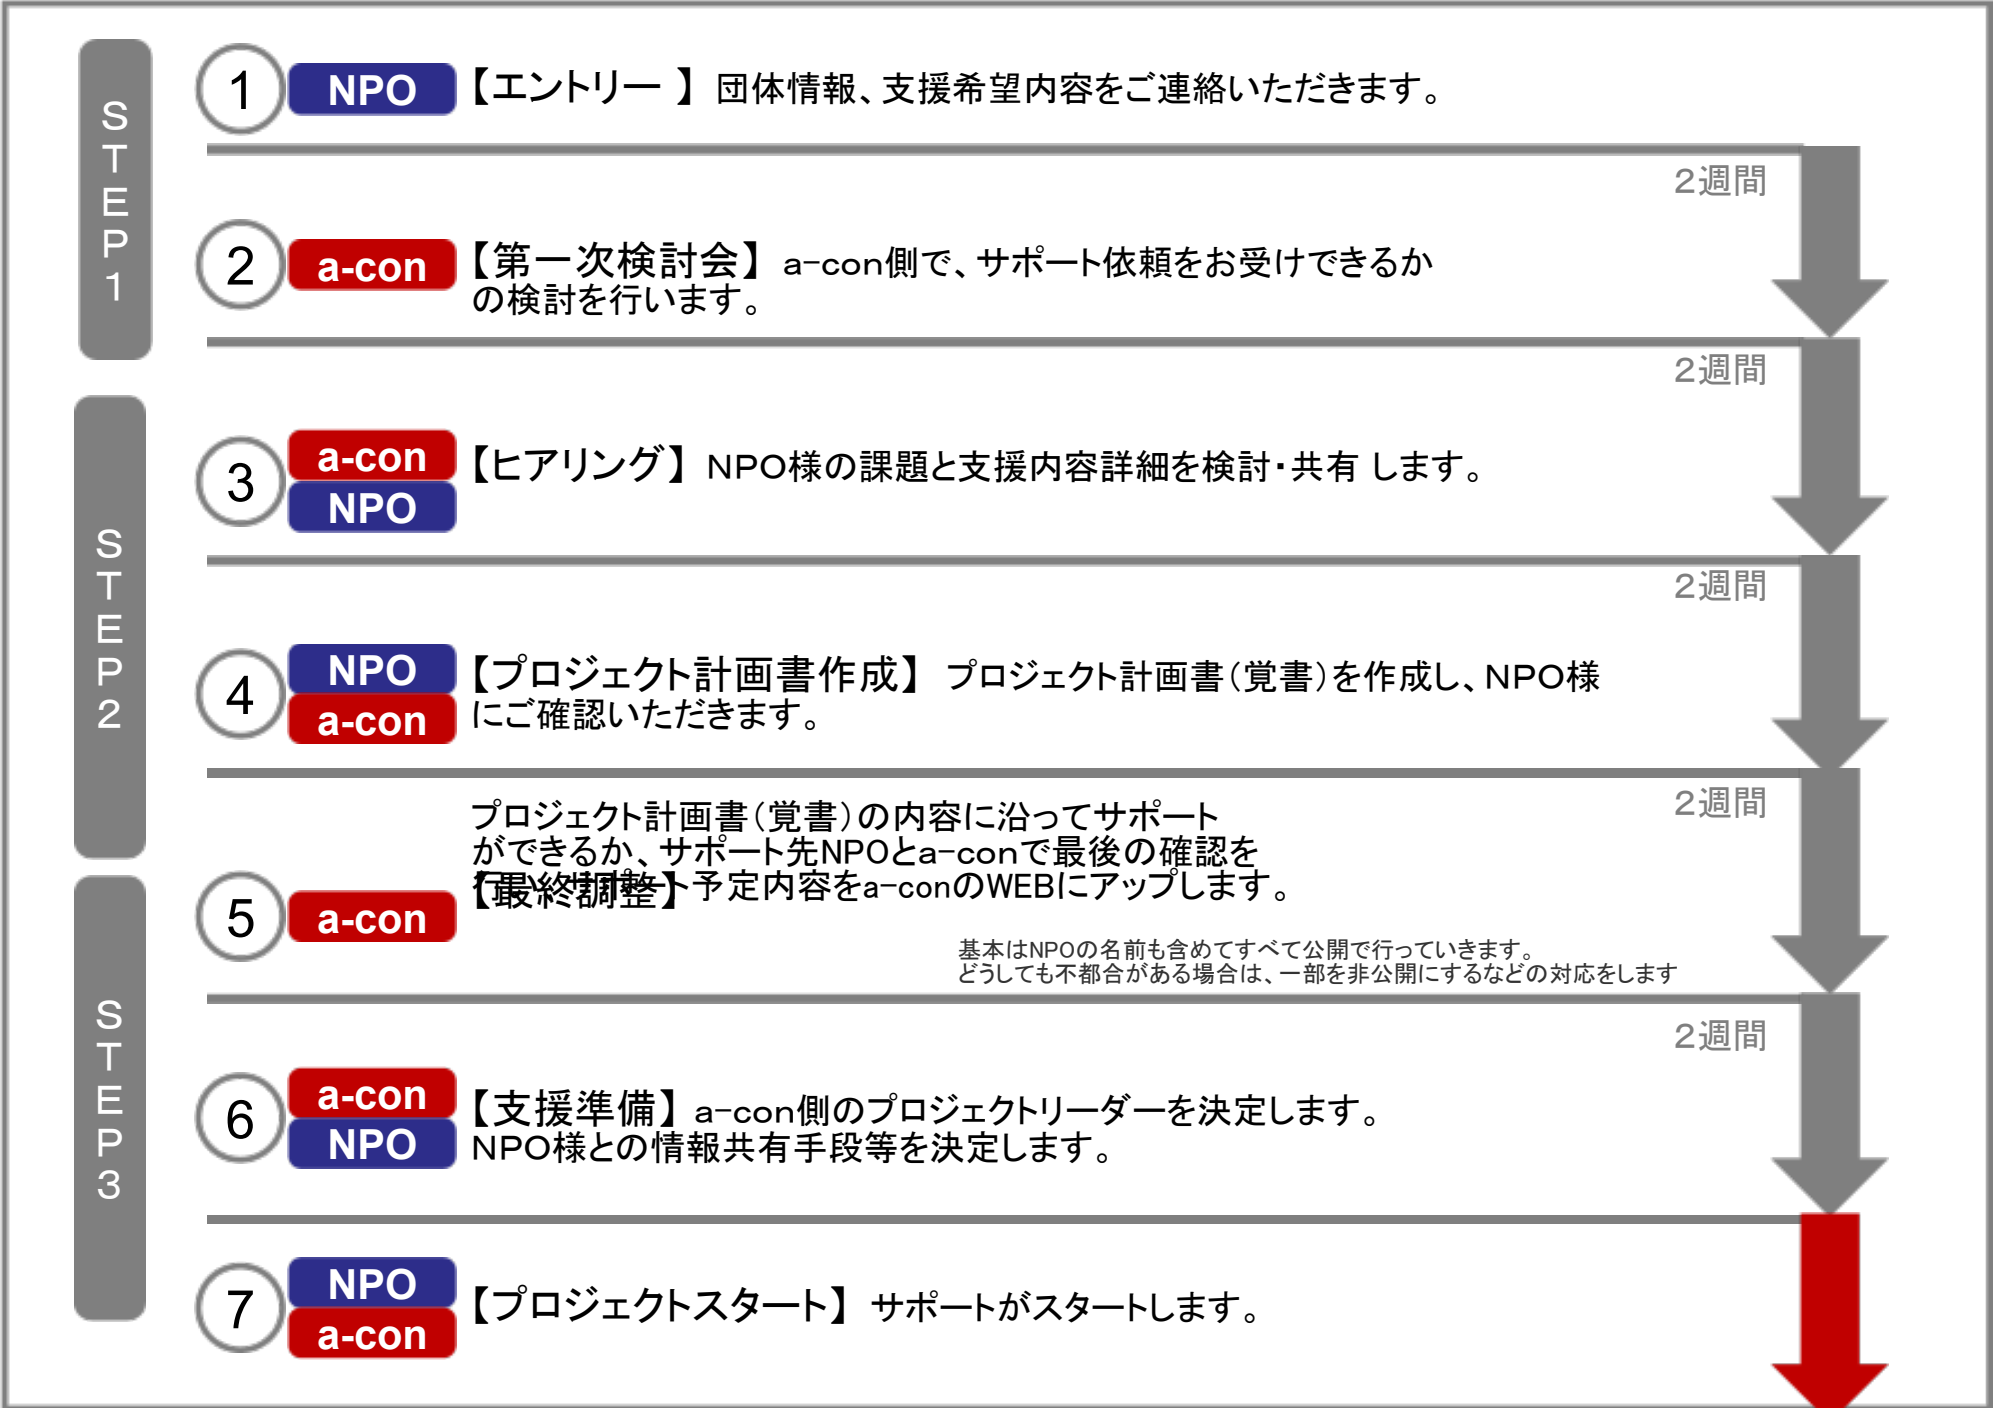 STEP1
1
NPO
【エントリー 】 団体情報、支援希望内容をご連絡いただきます。
2週間
2
a-con
【第一次検討会】 a-con側で、サポート依頼をお受けできるか
の検討を行います。
2週間
STEP2
3
a-con
NPO
【ヒアリング】 NPO様の課題と支援内容詳細を検討・共有 します。
2週間
4
NPO
a-con
【プロジェクト計画書作成】 プロジェクト計画書(覚書)を作成し、NPO様
にご確認いただきます。
2週間
STEP3
5
a-con
【最終調整】
プロジェクト計画書(覚書)の内容に沿ってサポート
ができるか、サポート先NPOとa-conで最後の確認を
ト予定内容をa-conのWEBにアップします。
基本はNPOの名前も含めてすべて公開で行っていきます。
どうしても不都合がある場合は、一部を非公開にするなどの対応をします
2週間
6
a-con
NPO
【支援準備】 a-con側のプロジェクトリーダーを決定します。
NPO様との情報共有手段等を決定します。
7
NPO
a-con
【プロジェクトスタート】 サポートがスタートします。